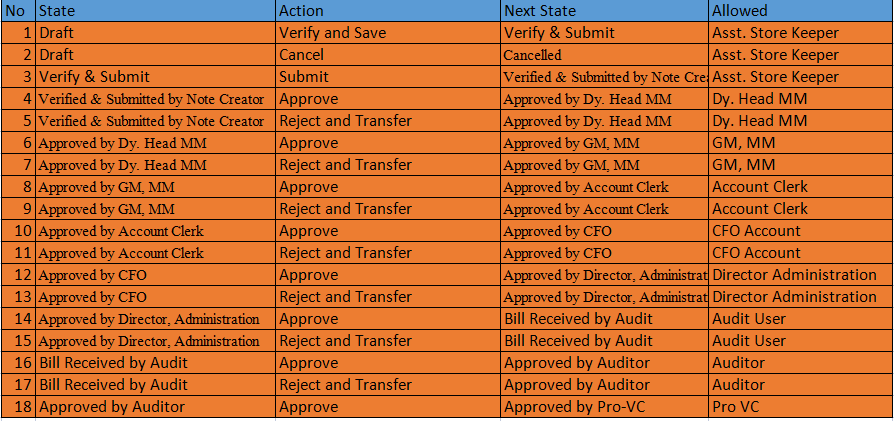 No State Action Next State Allowed
1 Draft Verify and Save Verify & Submit Asst. Store Keeper
2 Draft Cancel Cancelled Asst. Store Keeper
3 Verify & Submit Submit Verified & Submitted by Note Crea Asst. Store Keeper
4 Verified & Submitted by Note Creator Approve Approved by Dy. Head MM Dy. Head MM
5 Verified & Submitted by Note Creator Reject and Transfer Approved by Dy. Head MM Dy. Head MM
6 Approved by Dy. Head MM Approve Approved by GM, MM GM, MM
7 Approved by Dy. Head MM Reject and Transfer Approved by GM, MM GM, MM
8 Approved by GM, MM Approve Approved by Account Clerk Account Clerk
9 Approved by GM, MM Reject and Transfer Approved by Account Clerk Account Clerk
10 Approved by Account Clerk Approve Approved by CFO CFO Account
11 Approved by Account Clerk Reject and Transfer Approved by CFO CFO Account
12 Approved by CFO Approve Approved by Director, Administrat Director Administration
13 Approved by CFO Reject and Transfer Approved by Director, Administrat Director Administration
14 Approved by Director, Administration Approve Bill Received by Audit Audit User
15 Approved by Director, Administration Reject and Transfer Bill Received by Audit Audit User
16 Bill Received by Audit Approve Approved by Auditor Auditor
17 Bill Received by Audit Reject and Transfer Approved by Auditor Auditor
18 Approved by Auditor Approve Approved by Pro-VC Pro VC